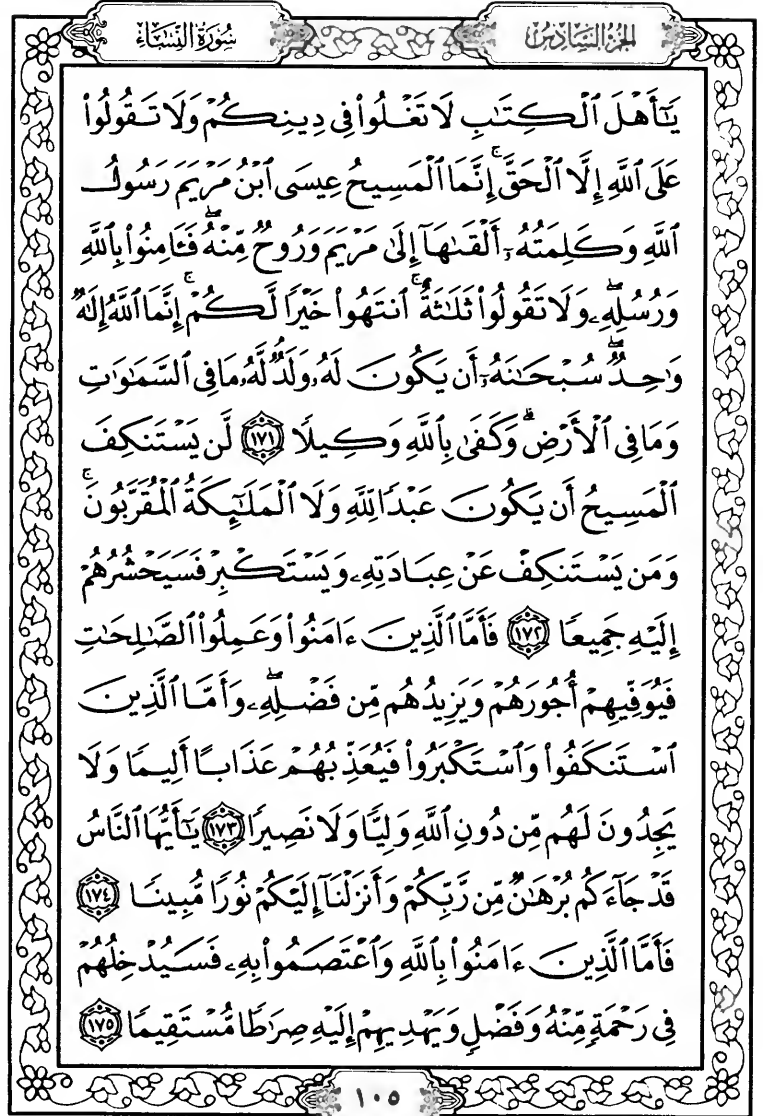 سُورَةُ النِّسَاءِ
الجُزْءُ السَّادِسُ
يَٰٓأَهْلَ ٱلْكِتَٰبِ لَا تَغْلُوا۟ فِى دِينِكُمْ وَلَا تَقُولُوا۟
عَلَى ٱللَّهِ إِلَّا ٱلْحَقَّ ۚ إِنَّمَا ٱلْمَسِيحُ عِيسَى ٱبْنُ مَرْيَمَ رَسُولُ
ٱللَّهِ وَكَلِمَتُهُۥٓ أَلْقَىٰهَآ إِلَىٰ مَرْيَمَ وَرُوحٌ مِّنْهُ ۖ فَـَٔامِنُوا۟ بِٱللَّهِ
وَرُسُلِهِۦ ۖ وَلَا تَقُولُوا۟ ثَلَٰثَةٌ ۚ ٱنتَهُوا۟ خَيْرًا لَّكُمْ ۚ إِنَّمَا ٱللَّهُ إِلَٰهٌ
وَٰحِدٌ ۖ سُبْحَٰنَهُۥٓ أَن يَكُونَ لَهُۥ وَلَدٌ ۘ لَّهُۥ مَا فِى ٱلسَّمَٰوَٰتِ
وَمَا فِى ٱلْأَرْضِ ۗ وَكَفَىٰ بِٱللَّهِ وَكِيلًا ١٧١ لَّن يَسْتَنكِفَ
ٱلْمَسِيحُ أَن يَكُونَ عَبْدًا لِّلَّهِ وَلَا ٱلْمَلَٰٓئِكَةُ ٱلْمُقَرَّبُونَ ۚ
وَمَن يَسْتَنكِفْ عَنْ عِبَادَتِهِۦ وَيَسْتَكْبِرْ فَسَيَحْشُرُهُمْ
إِلَيْهِ جَمِيعًا ١٧٢ فَأَمَّا ٱلَّذِينَ ءَامَنُوا۟ وَعَمِلُوا۟ ٱلصَّٰلِحَٰتِ
فَيُوَفِّيهِمْ أُجُورَهُمْ وَيَزِيدُهُم مِّن فَضْلِهِۦ ۖ وَأَمَّا ٱلَّذِينَ
ٱسْتَنكَفُوا۟ وَٱسْتَكْبَرُوا۟ فَيُعَذِّبُهُمْ عَذَابًا أَلِيمًا وَلَا
يَجِدُونَ لَهُم مِّن دُونِ ٱللَّهِ وَلِيًّا وَلَا نَصِيرًا ١٧٣ يَٰٓأَيُّهَا ٱلنَّاسُ
قَدْ جَآءَكُم بُرْهَٰنٌ مِّن رَّبِّكُمْ وَأَنزَلْنَآ إِلَيْكُمْ نُورًا مُّبِينًا ١٧٤
فَأَمَّا ٱلَّذِينَ ءَامَنُوا۟ بِٱللَّهِ وَٱعْتَصَمُوا۟ بِهِۦ فَسَيُدْخِلُهُمْ
فِى رَحْمَةٍ مِّنْهُ وَفَضْلٍ وَيَهْدِيهِمْ إِلَيْهِ صِرَٰطًا مُّسْتَقِيمًا ١٧٥
١٠٥